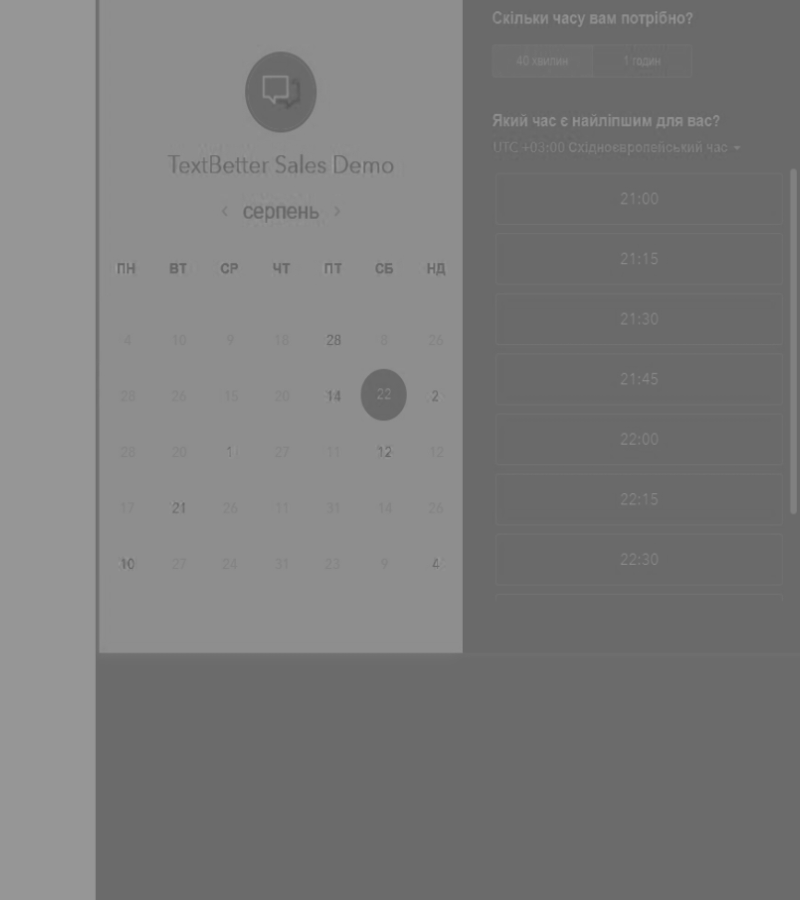 TextBetter Sales Demo
серпень
ПН ВТ СР ЧТ ПТ СБ НД
4 10 9 18 28 8 26
28 26 15 20 14 22 2
28 20 1 27 11 12 12
17 21 26 11 31 14 26
10 27 24 31 23 9 4
Скільки часу вам потрібно?
40 хвилин 1 годин
Який час є найліпшим для вас?
UTC +03:00 Східноєвропейський час
21:00
21:15
21:30
21:45
22:00
22:15
22:30